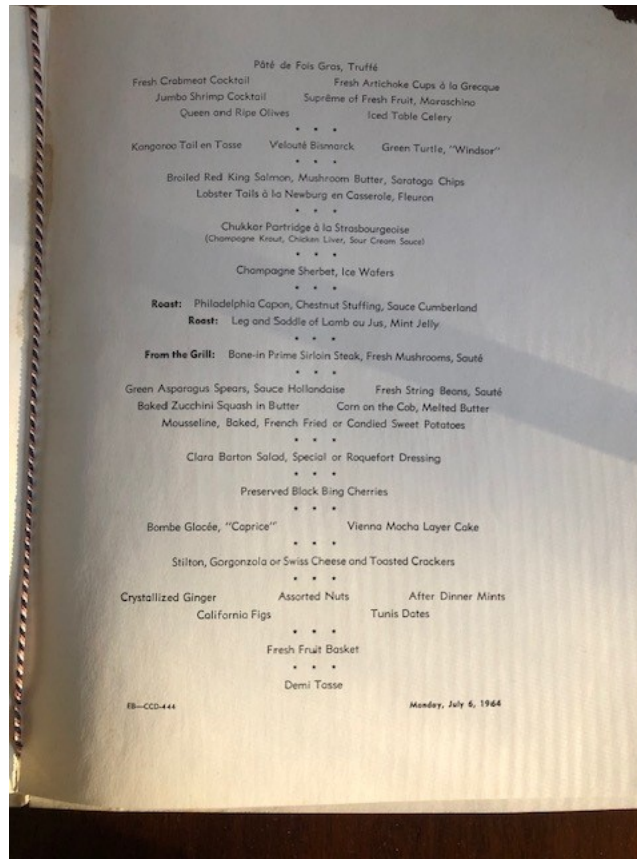 Pâté de Fois Gras, Truffé
Fresh Crabmeat Cocktail Fresh Artichoke Cups à la Grecque
Jumbo Shrimp Cocktail Suprême of Fresh Fruit, Maraschino
Queen and Ripe Olives Iced Table Celery
* * *
Kangaroo Tail en Tasse Velouté Bismarck Green Turtle, "Windsor"
* * *
Broiled Red King Salmon, Mushroom Butter, Saratoga Chips
Lobster Tails à la Newburg en Casserole, Fleuron
* * *
Chukkar Partridge à la Strasbourgeoise
(Champagne Kraut, Chicken Liver, Sour Cream Sauce)
* * *
Champagne Sherbet, Ice Wafers
* * *
Roast: Philadelphia Capon, Chestnut Stuffing, Sauce Cumberland
Roast: Leg and Saddle of Lamb au Jus, Mint Jelly
* * *
From the Grill: Bone-in Prime Sirloin Steak, Fresh Mushrooms, Sauté
* * *
Green Asparagus Spears, Sauce Hollandaise Fresh String Beans, Sauté
Baked Zucchini Squash in Butter Corn on the Cob, Melted Butter
Mousseline, Baked, French Fried or Candied Sweet Potatoes
* * *
Clara Barton Salad, Special or Roquefort Dressing
* * *
Preserved Black Bing Cherries
* * *
Bombe Glacée, "Caprice" Vienna Mocha Layer Cake
* * *
Stilton, Gorgonzola or Swiss Cheese and Toasted Crackers
* * *
Crystallized Ginger Assorted Nuts After Dinner Mints
California Figs Tunis Dates
* * *
Fresh Fruit Basket
* * *
Demi Tasse
EB—CCD-444 Monday, July 6, 1964